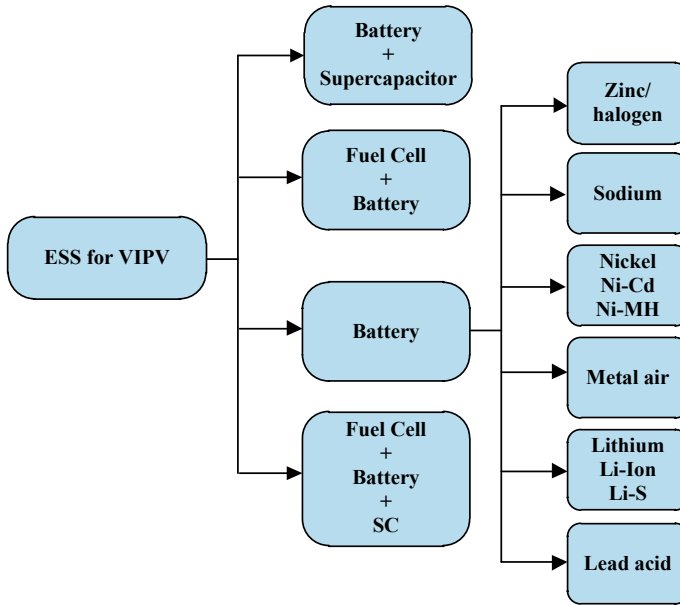 ESS for VIPV
Battery
+
Supercapacitor
Fuel Cell
+
Battery
Battery
Fuel Cell
+
Battery
+
SC
Zinc/
halogen
Sodium
Nickel
Ni-Cd
Ni-MH
Metal air
Lithium
Li-Ion
Li-S
Lead acid